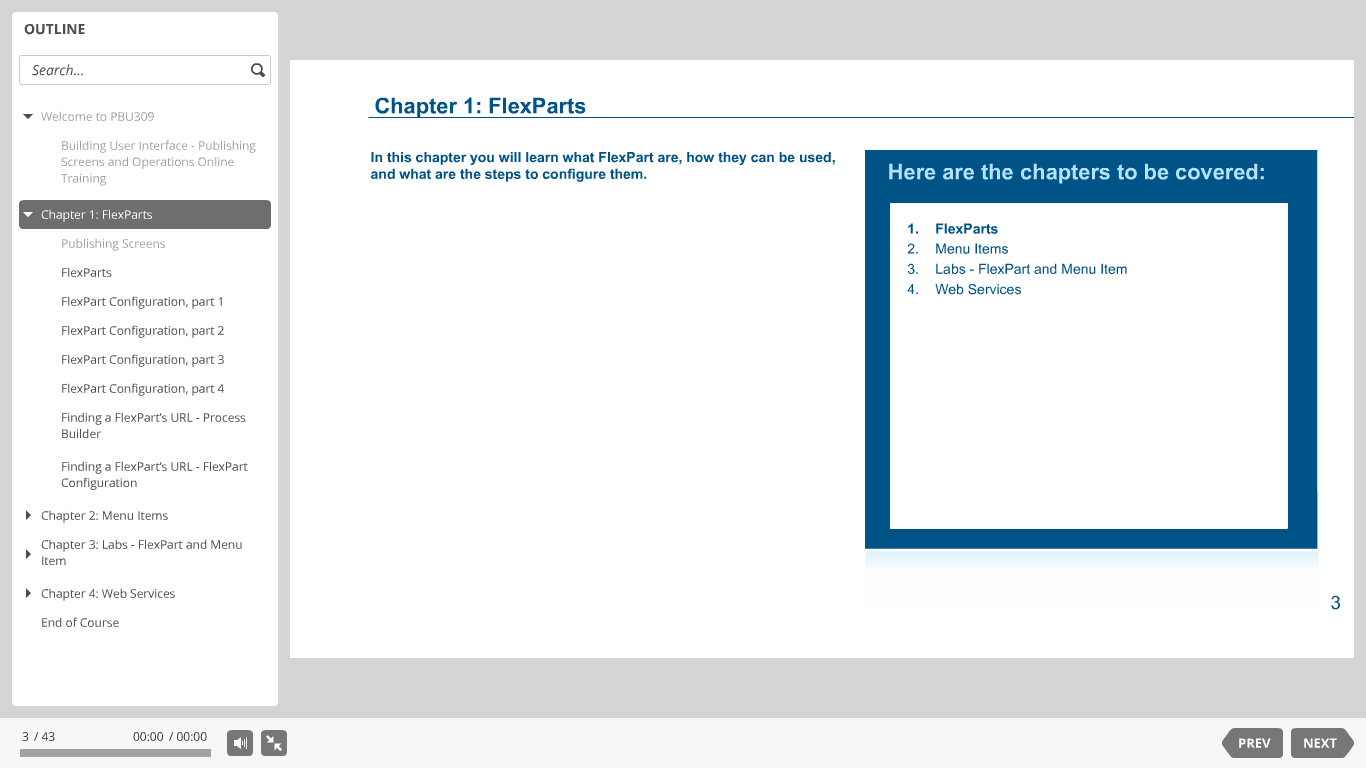 OUTLINE
Search...
Welcome to PBU309
Building User Interface - Publishing
Screens and Operations Online
Training
Chapter 1: FlexParts
Publishing Screens
FlexParts
FlexPart Configuration, part 1
FlexPart Configuration, part 2
FlexPart Configuration, part 3
FlexPart Configuration, part 4
Finding a FlexPart’s URL - Process
Builder
Finding a FlexPart’s URL - FlexPart
Configuration
Chapter 2: Menu Items
Chapter 3: Labs - FlexPart and Menu
Item
Chapter 4: Web Services
End of Course
Chapter 1: FlexParts
In this chapter you will learn what FlexPart are, how they can be used,
and what are the steps to configure them.
Here are the chapters to be covered:
1. FlexParts
2. Menu Items
3. Labs - FlexPart and Menu Item
4. Web Services
3
3 / 43 00:00 / 00:00
PREV NEXT